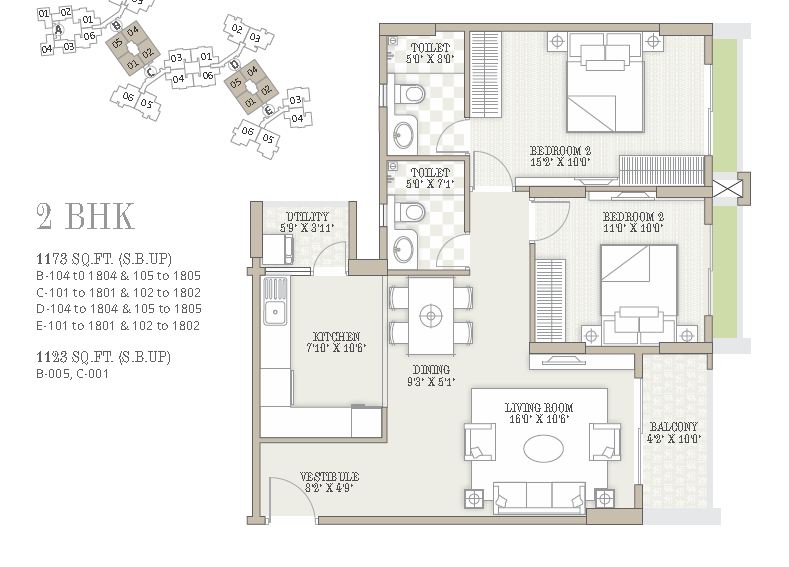 01 02 03
A
04 03 06
B
05 04
01 02
C
03 01
04 06
06 05
D
02 03
05 04
01 02
E
03
04
06 05
2 BHK
1173 SQ.FT. (S.B.UP)
B-104 t0 1804 & 105 to 1805
C-101 to 1801 & 102 to 1802
D-104 to 1804 & 105 to 1805
E-101 to 1801 & 102 to 1802
1123 SQ.FT. (S.B.UP)
B-005, C-001
TOILET
5'0" X 8'0"
BEDROOM 2
15'2" X 10'0"
TOILET
5'0" X 7'1"
UTILITY
5'9" X 3'11"
BEDROOM 2
11'0" X 10'0"
KITCHEN
7'10" X 10'6"
DINING
9'3" X 5'1"
LIVING ROOM
16'0" X 10'6"
BALCONY
4'2" X 10'0"
VESTIBULE
8'2" X 4'9"